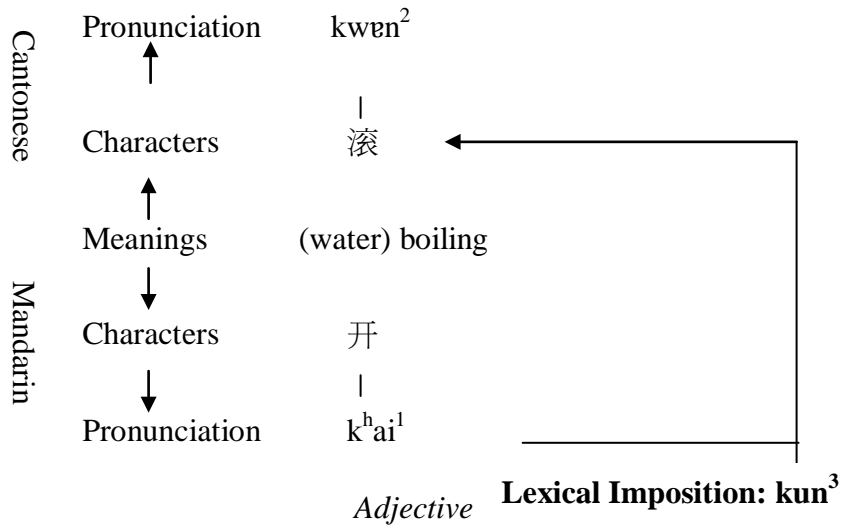 Cantonese
Pronunciation kwɐn²
Characters 滚
Meanings (water) boiling
Mandarin
Characters 开
Pronunciation kʰai¹
Adjective Lexical Imposition: kun³